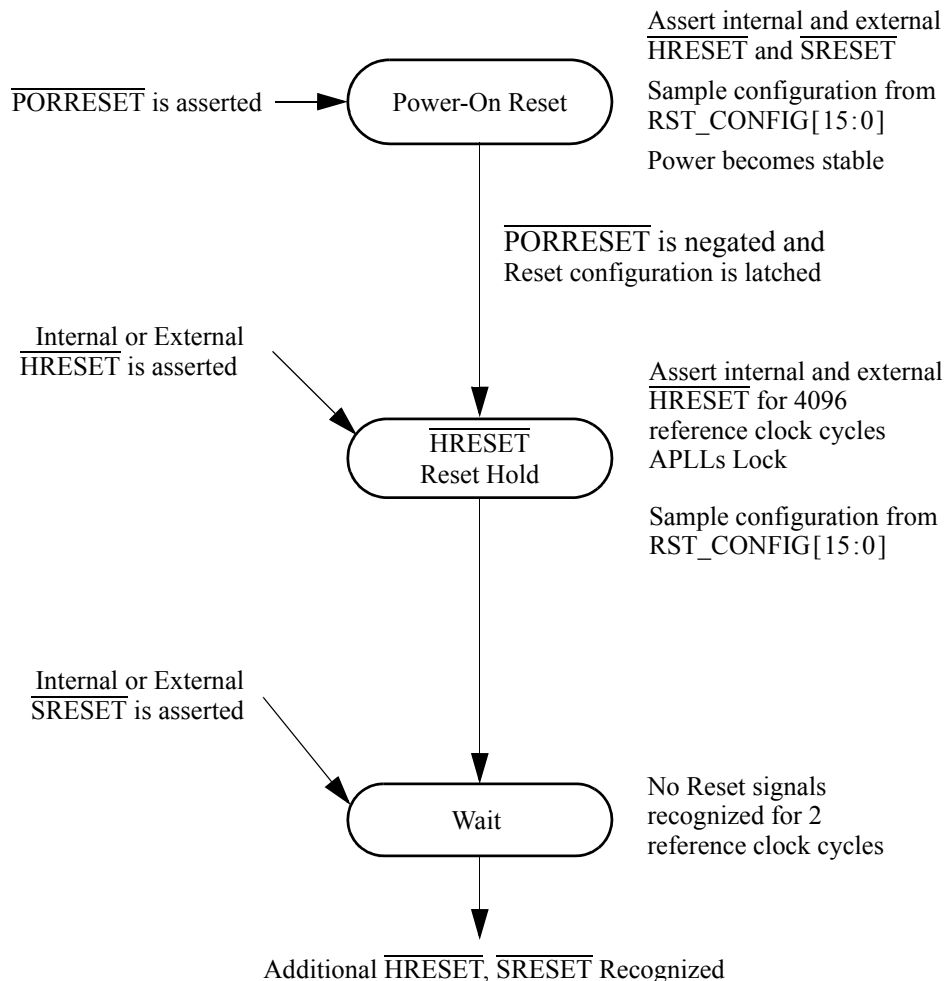 Assert internal and external
HRESET and SRESET
PORRESET is asserted
Power-On Reset
Sample configuration from
RST_CONFIG[15:0]
Power becomes stable
PORRESET is negated and
Reset configuration is latched
Internal or External
HRESET is asserted
Assert internal and external
HRESET for 4096
reference clock cycles
APLLs Lock
HRESET
Reset Hold
Sample configuration from
RST_CONFIG[15:0]
Internal or External
SRESET is asserted
No Reset signals
recognized for 2
reference clock cycles
Wait
Additional HRESET, SRESET Recognized